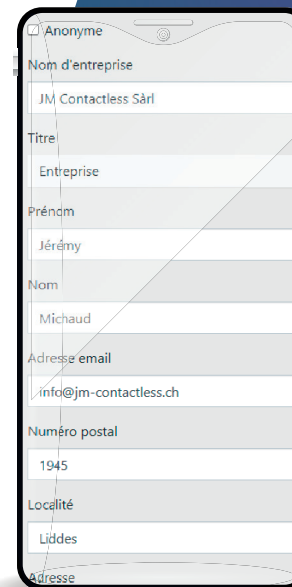 Anonyme
Nom d'entreprise
JM Contactless Sàrl
Titre
Entreprise
Prénom
Jérémy
Nom
Michaud
Adresse email
info@jm-contactless.ch
Numéro postal
1945
Localité
Liddes
Adresse